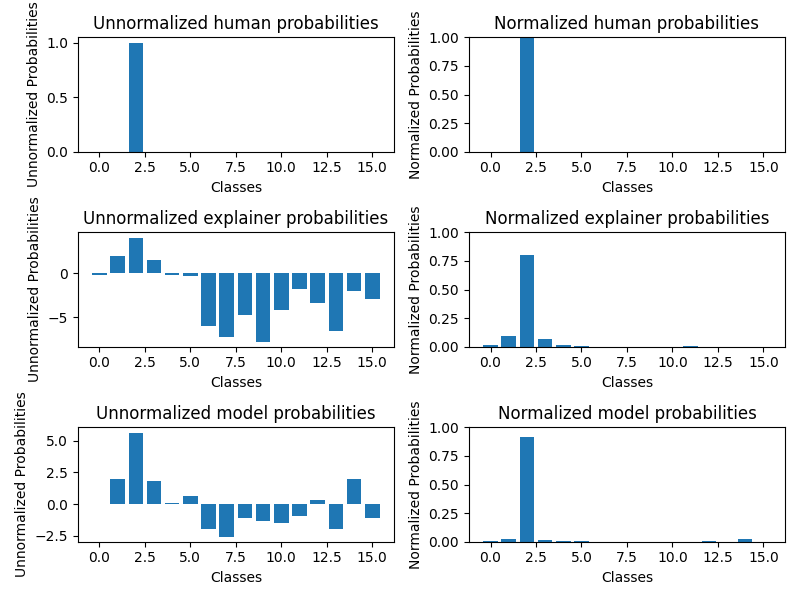 Unnormalized human probabilities
Unnormalized Probabilities
1.0
0.5
0.0
0.0 2.5 5.0 7.5 10.0 12.5 15.0
Classes
Normalized human probabilities
Normalized Probabilities
1.00
0.75
0.50
0.25
0.00
0.0 2.5 5.0 7.5 10.0 12.5 15.0
Classes
Unnormalized explainer probabilities
Unnormalized Probabilities
0
−5
0.0 2.5 5.0 7.5 10.0 12.5 15.0
Classes
Normalized explainer probabilities
Normalized Probabilities
1.00
0.75
0.50
0.25
0.00
0.0 2.5 5.0 7.5 10.0 12.5 15.0
Classes
Unnormalized model probabilities
Unnormalized Probabilities
5.0
2.5
0.0
−2.5
0.0 2.5 5.0 7.5 10.0 12.5 15.0
Classes
Normalized model probabilities
Normalized Probabilities
1.00
0.75
0.50
0.25
0.00
0.0 2.5 5.0 7.5 10.0 12.5 15.0
Classes